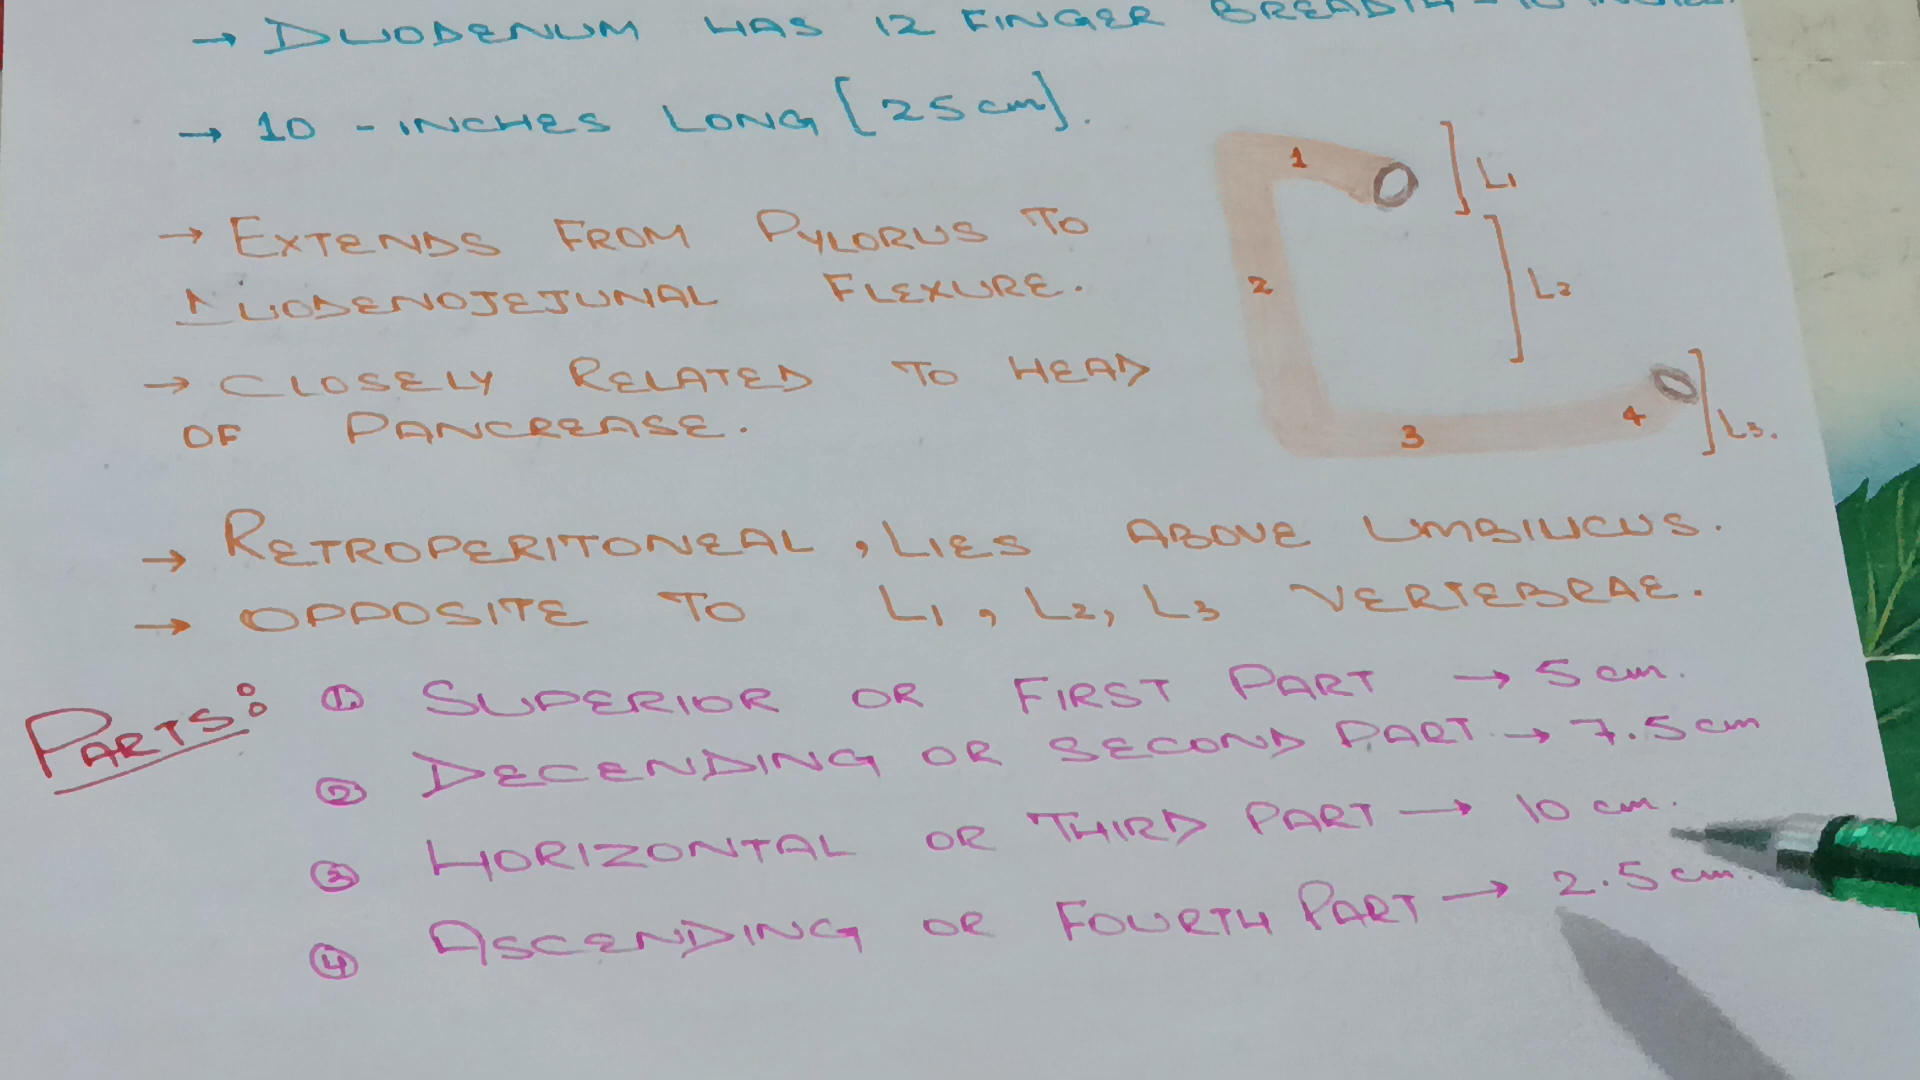 → DUODENUM HAS 12 FINGER BREADTH - 10 INCHES.
→ 10 - INCHES LONG [25 cm].
→ EXTENDS FROM PYLORUS TO
DUODENOJEJUNAL FLEXURE.
→ CLOSELY RELATED TO HEAD
OF PANCREASE.
1 L1
2 L2
3 4 L3.
→ RETROPERITONEAL, LIES ABOVE UMBILICUS.
→ OPPOSITE TO L1, L2, L3 VERTEBRAE.
PARTS:
① SUPERIOR OR FIRST PART → 5 cm.
② DECENDING OR SECOND PART → 7.5 cm
③ HORIZONTAL OR THIRD PART → 10 cm.
④ ASCENDING OR FOURTH PART → 2.5 cm.